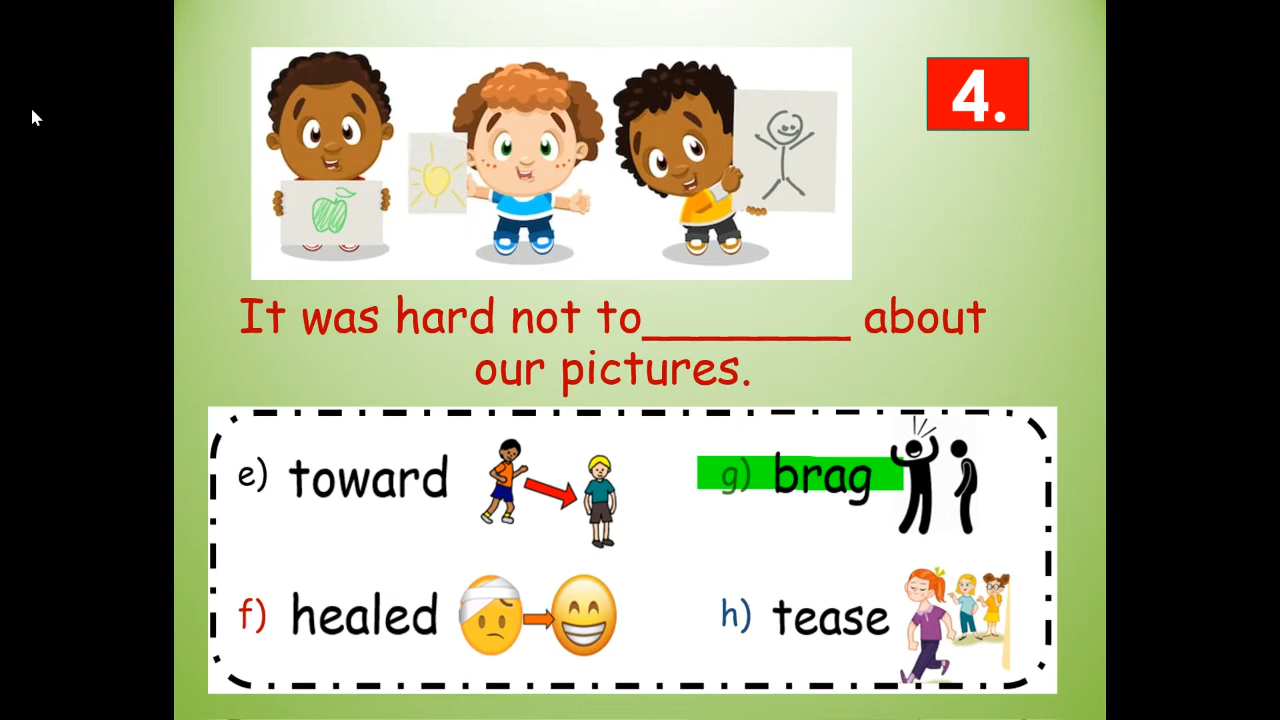 4.
It was hard not to________ about
our pictures.
e) toward
g) brag
f) healed
h) tease